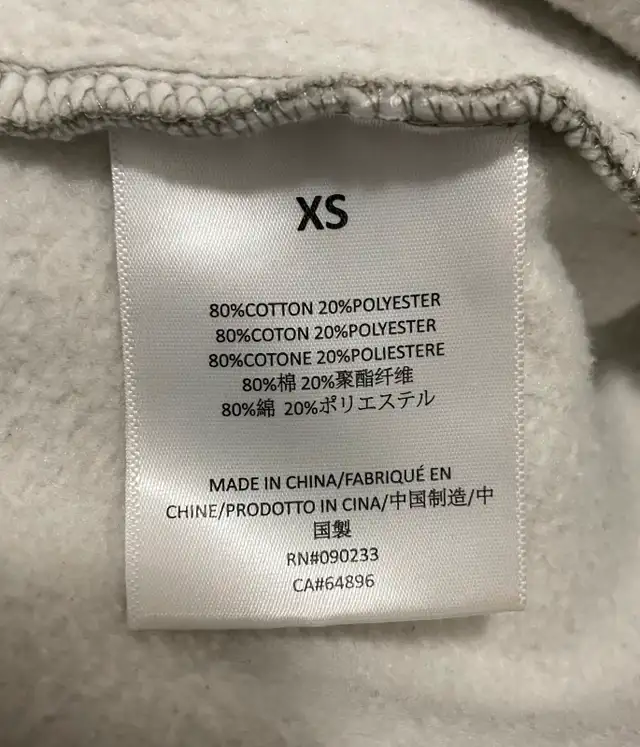 XS
80%COTTON 20%POLYESTER
80%COTON 20%POLYESTER
80%COTONE 20%POLIESTERE
80%棉 20%聚酯纤维
80%綿 20%ポリエステル
MADE IN CHINA/FABRIQUÉ EN
CHINE/PRODOTTO IN CINA/中国制造/中
国製
RN#090233
CA#64896